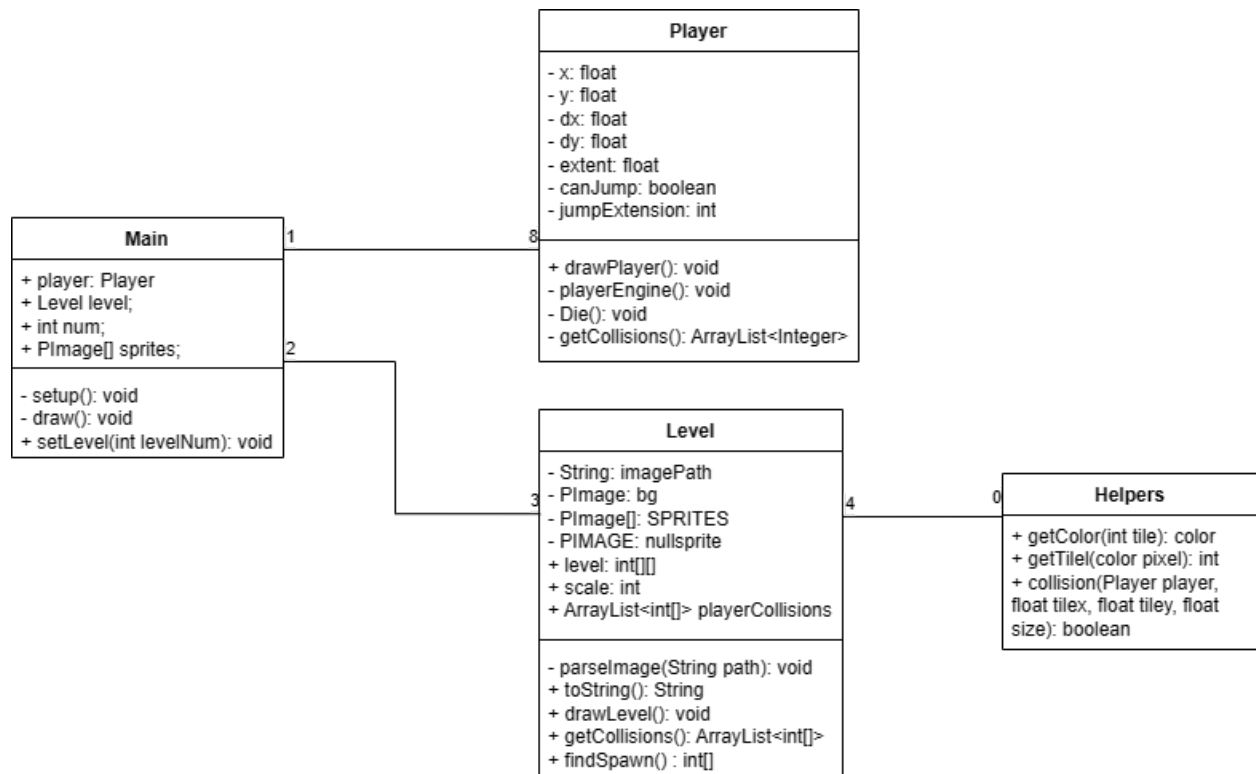 Player
- x: float
- y: float
- dx: float
- dy: float
- extent: float
- canJump: boolean
- jumpExtension: int
+ drawPlayer(): void
- playerEngine(): void
- Die(): void
- getCollisions(): ArrayList<Integer>
Main
+ player: Player
+ Level level;
+ int num;
+ PImage[] sprites;
- setup(): void
- draw(): void
+ setLevel(int levelNum): void
1
8
2
3
Level
- String: imagePath
- PImage: bg
- PImage[]: SPRITES
- PIMAGE: nullsprite
+ level: int[][]
+ scale: int
+ ArrayList<int[]> playerCollisions
- parseImage(String path): void
+ toString(): String
+ drawLevel(): void
+ getCollisions(): ArrayList<int[]>
+ findSpawn() : int[]
4
0
Helpers
+ getColor(int tile): color
+ getTilel(color pixel): int
+ collision(Player player,
float tilex, float tiley, float
size): boolean